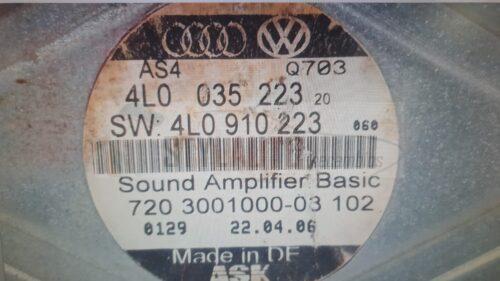 AS4 Q703
4L0 035 223 20
SW: 4L0 910 223 060
Sound Amplifier Basic
720 3001000-03 102
0129 22.04.06
Made in DE
ASK